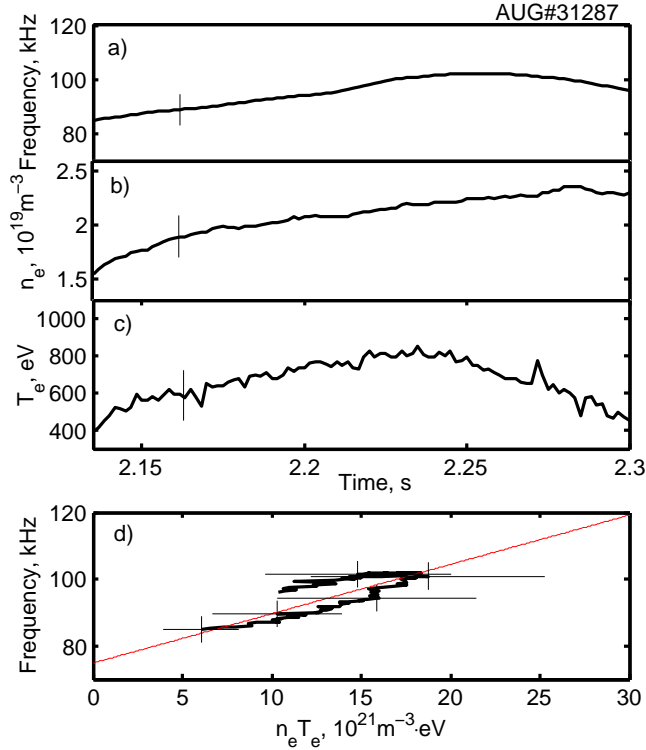 AUG#31287
a)
120
100
80
Frequency, kHz
b)
2.5
2
1.5
n_e, 10^19 m^-3
c)
1000
800
600
400
T_e, eV
2.15 2.2 2.25 2.3
Time, s
d)
120
100
80
Frequency, kHz
0 5 10 15 20 25 30
n_eT_e, 10^21 m^-3·eV